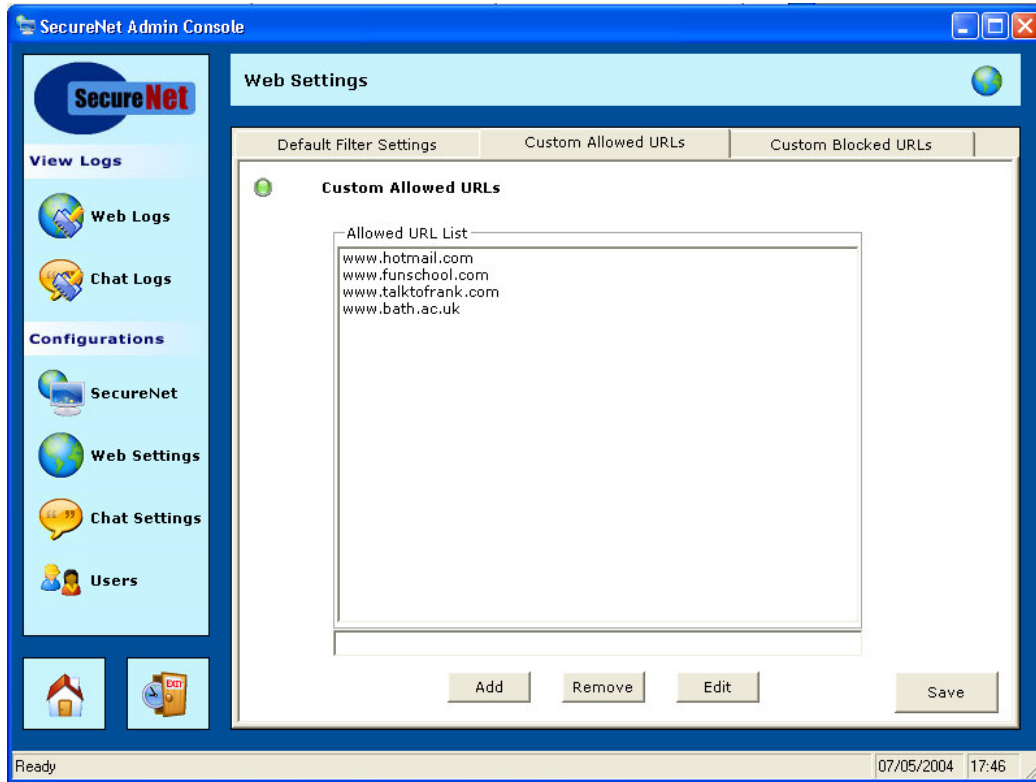 SecureNet Admin Console
SecureNet
View Logs
Web Logs
Chat Logs
Configurations
SecureNet
Web Settings
Chat Settings
Users
EXIT
Web Settings
Default Filter Settings
Custom Allowed URLs
Custom Blocked URLs
Custom Allowed URLs
Allowed URL List
www.hotmail.com
www.funschool.com
www.talktofrank.com
www.bath.ac.uk
Add
Remove
Edit
Save
Ready
07/05/2004
17:46